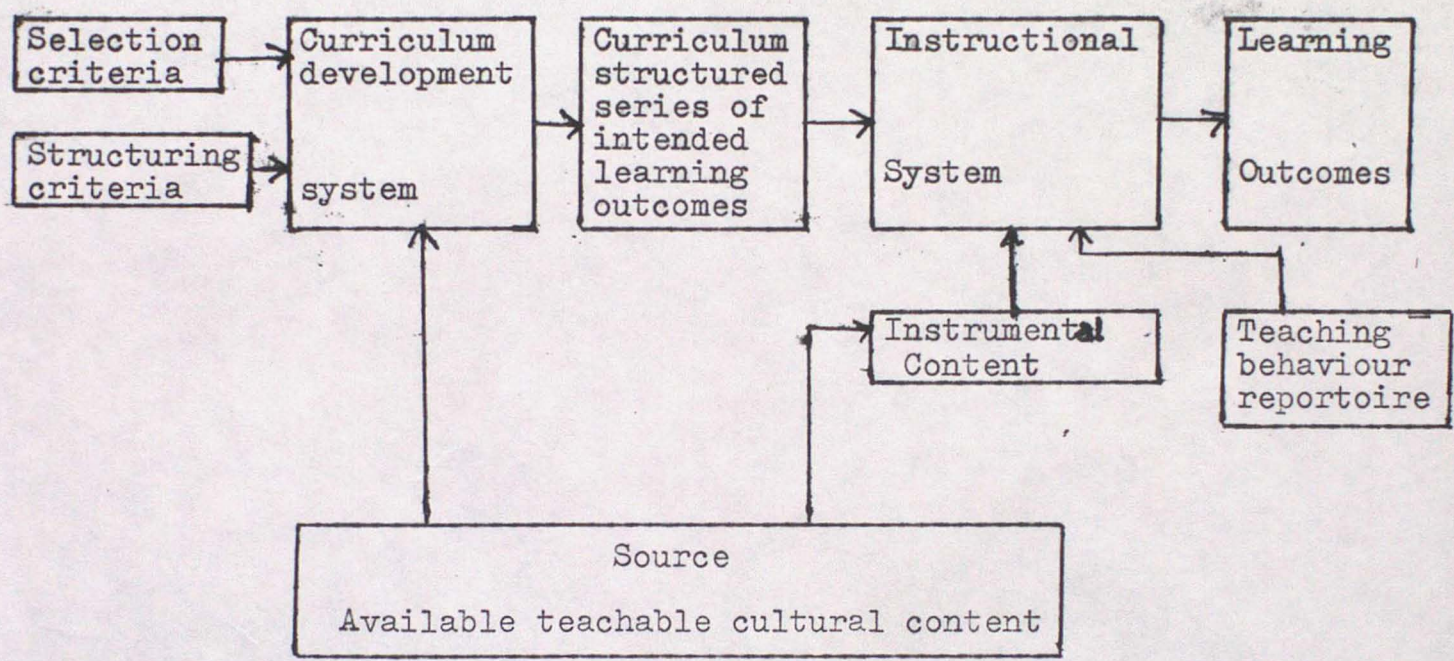 Selection
criteria
Structuring
criteria
Curriculum
development
system
Curriculum
structured
series of
intended
learning
outcomes
Instructional
System
Learning
Outcomes
Instrumental
Content
Teaching
behaviour
reportoire
Source
Available teachable cultural content